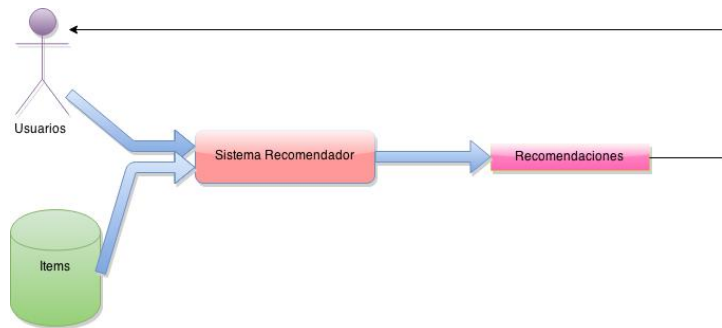 Usuarios
Sistema Recomendador
Recomendaciones
Items